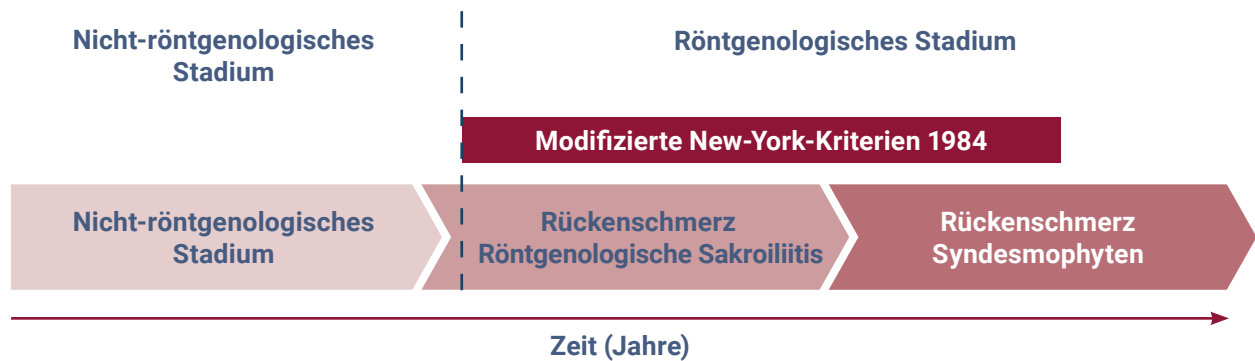 Nicht-röntgenologisches
Stadium
Röntgenologisches Stadium
Modifizierte New-York-Kriterien 1984
Nicht-röntgenologisches
Stadium
Rückenschmerz
Röntgenologische Sakroiliitis
Rückenschmerz
Syndesmophyten
Zeit (Jahre)